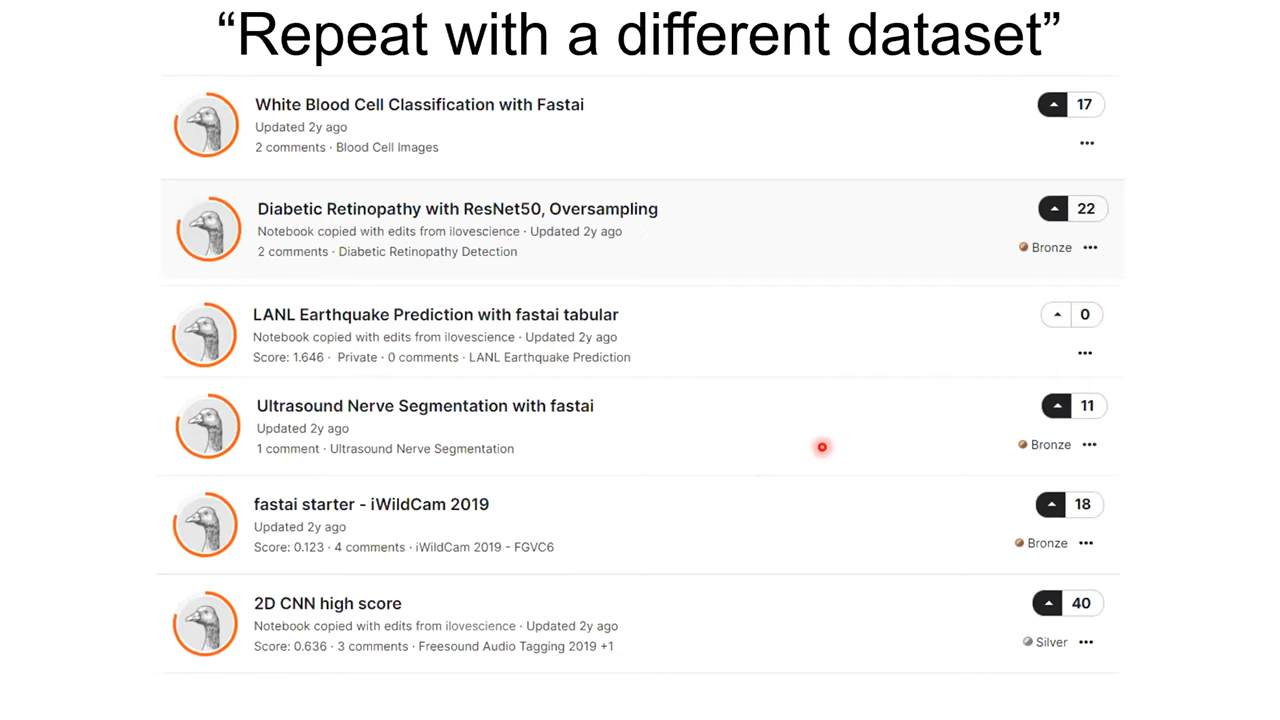 “Repeat with a different dataset”
White Blood Cell Classification with Fastai
17
Updated 2y ago
2 comments · Blood Cell Images
Diabetic Retinopathy with ResNet50, Oversampling
22
Notebook copied with edits from ilovescience · Updated 2y ago
2 comments · Diabetic Retinopathy Detection
Bronze
LANL Earthquake Prediction with fastai tabular
0
Notebook copied with edits from ilovescience · Updated 2y ago
Score: 1.646 · Private · 0 comments · LANL Earthquake Prediction
Ultrasound Nerve Segmentation with fastai
11
Updated 2y ago
1 comment · Ultrasound Nerve Segmentation
Bronze
fastai starter - iWildCam 2019
18
Updated 2y ago
Score: 0.123 · 4 comments · iWildCam 2019 - FGVC6
Bronze
2D CNN high score
40
Notebook copied with edits from ilovescience · Updated 2y ago
Score: 0.636 · 3 comments · Freesound Audio Tagging 2019 +1
Silver